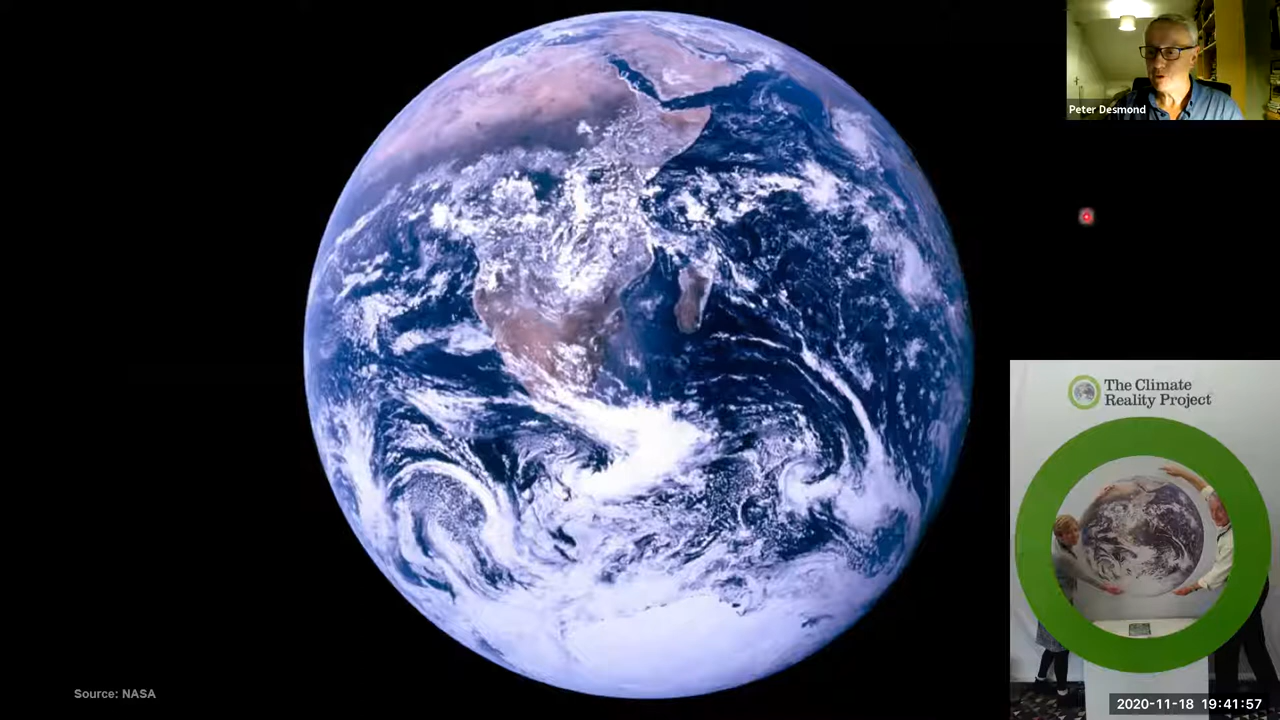 Peter Desmond
The Climate
Reality Project
Source: NASA
2020-11-18 19:41:57